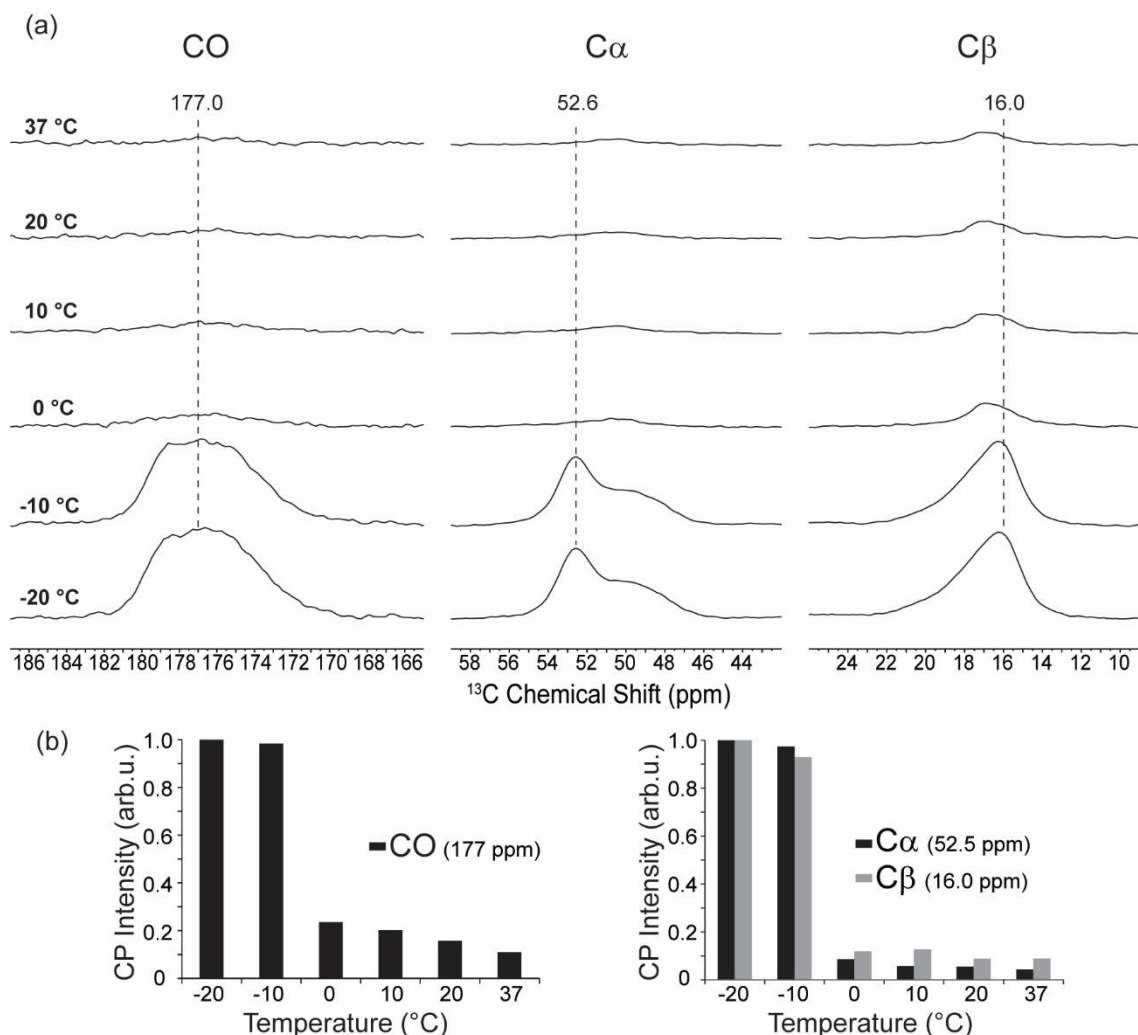 (a)
CO Cα Cβ
177.0 52.6 16.0
37 °C
20 °C
10 °C
0 °C
-10 °C
-20 °C
186 184 182 180 178 176 174 172 170 168 166 58 56 54 52 50 48 46 44 24 22 20 18 16 14 12 10
¹³C Chemical Shift (ppm)
(b)
CP Intensity (arb.u.)
1.0
0.8
0.6
0.4
0.2
0
CO (177 ppm)
-20 -10 0 10 20 37
Temperature (°C)
CP Intensity (arb.u.)
1.0
0.8
0.6
0.4
0.2
0
Cα (52.5 ppm)
Cβ (16.0 ppm)
-20 -10 0 10 20 37
Temperature (°C)